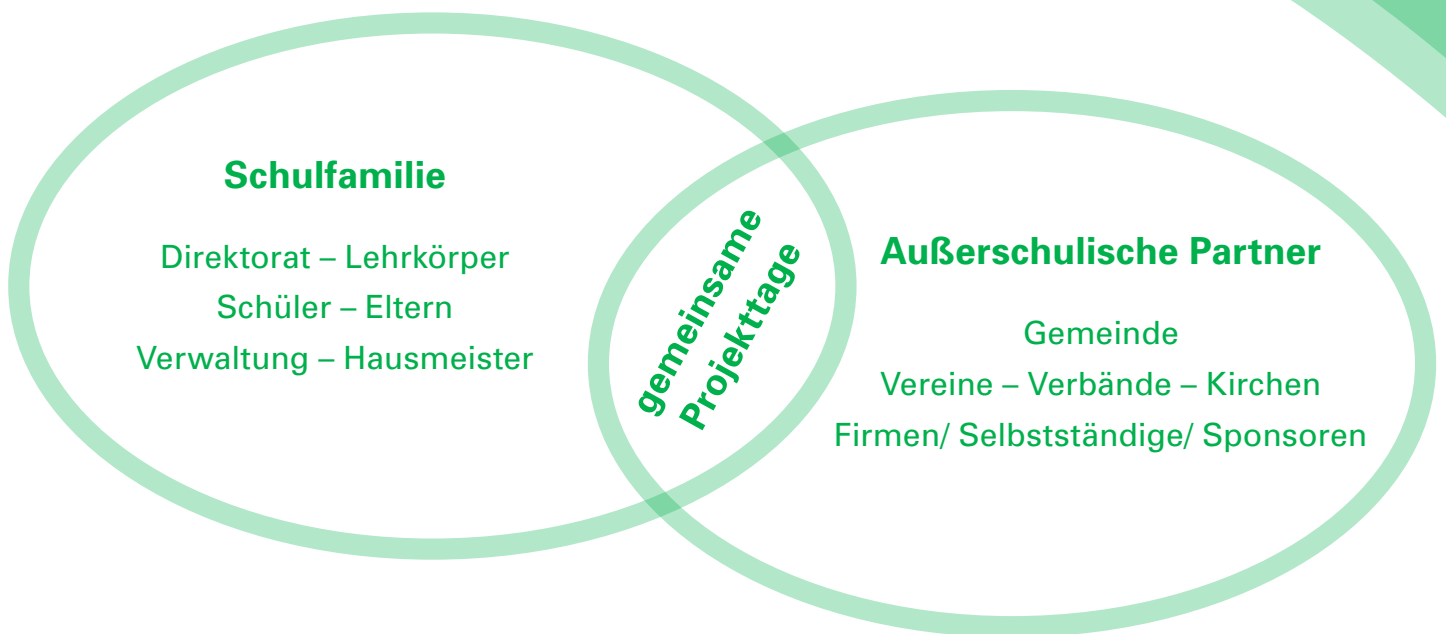 Schulfamilie
Direktorat – Lehrkörper
Schüler – Eltern
Verwaltung – Hausmeister
gemeinsame
Projekttage
Außerschulische Partner
Gemeinde
Vereine – Verbände – Kirchen
Firmen/ Selbstständige/ Sponsoren